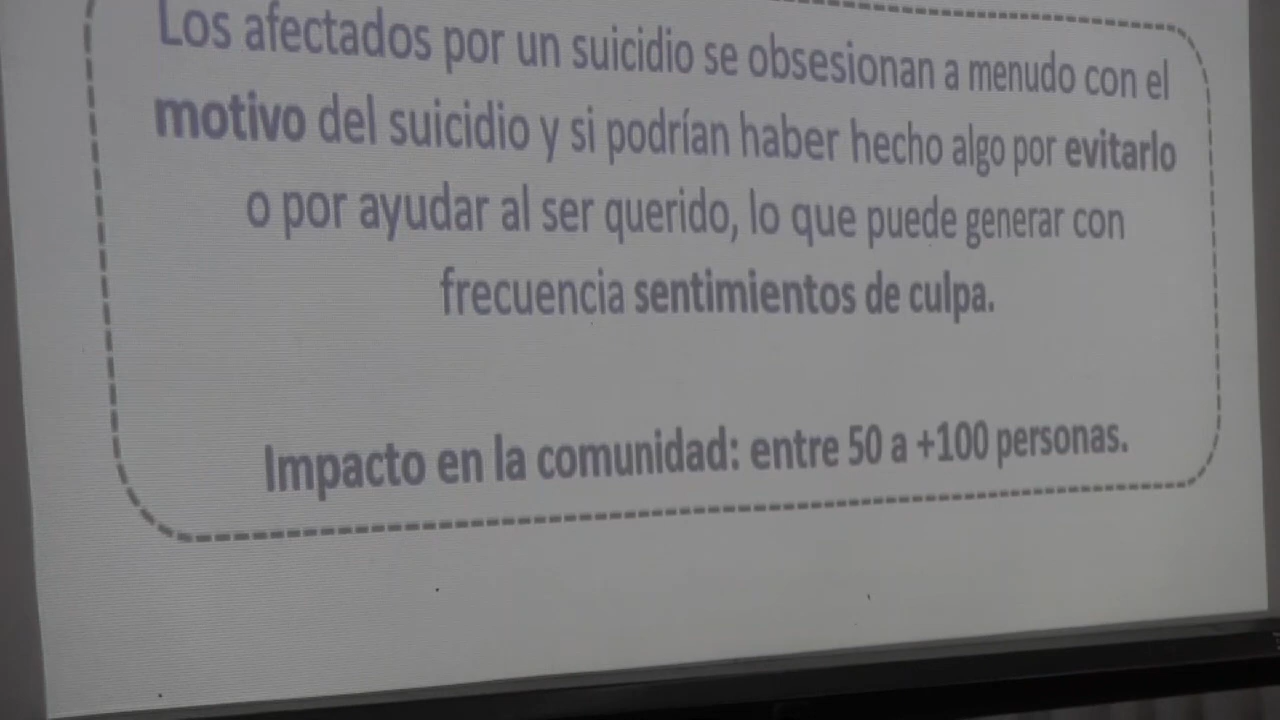 Los afectados por un suicidio se obsesionan a menudo con el
motivo del suicidio y si podrían haber hecho algo por evitarlo
o por ayudar al ser querido, lo que puede generar con
frecuencia sentimientos de culpa.
Impacto en la comunidad: entre 50 a +100 personas.